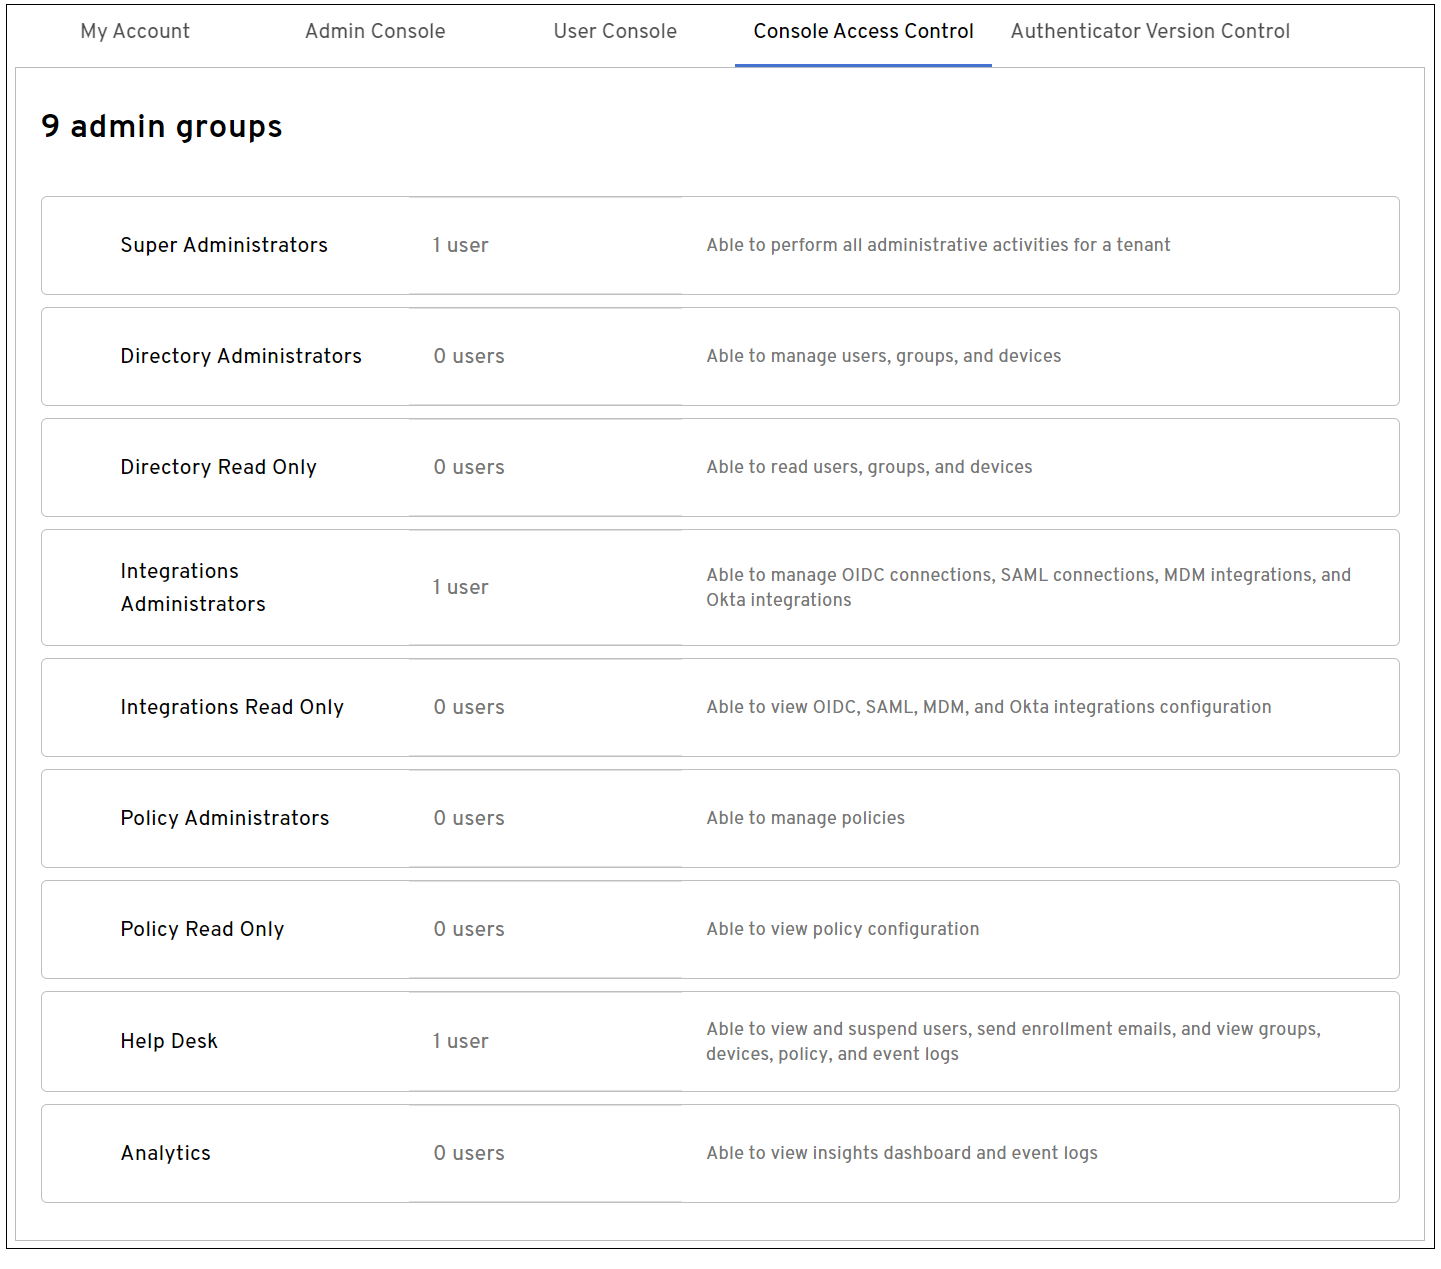 My Account Admin Console User Console Console Access Control Authenticator Version Control
9 admin groups
Super Administrators 1 user Able to perform all administrative activities for a tenant
Directory Administrators 0 users Able to manage users, groups, and devices
Directory Read Only 0 users Able to read users, groups, and devices
Integrations
Administrators
1 user
Able to manage OIDC connections, SAML connections, MDM integrations, and
Okta integrations
Integrations Read Only 0 users Able to view OIDC, SAML, MDM, and Okta integrations configuration
Policy Administrators 0 users Able to manage policies
Policy Read Only 0 users Able to view policy configuration
Help Desk 1 user
Able to view and suspend users, send enrollment emails, and view groups,
devices, policy, and event logs
Analytics 0 users Able to view insights dashboard and event logs